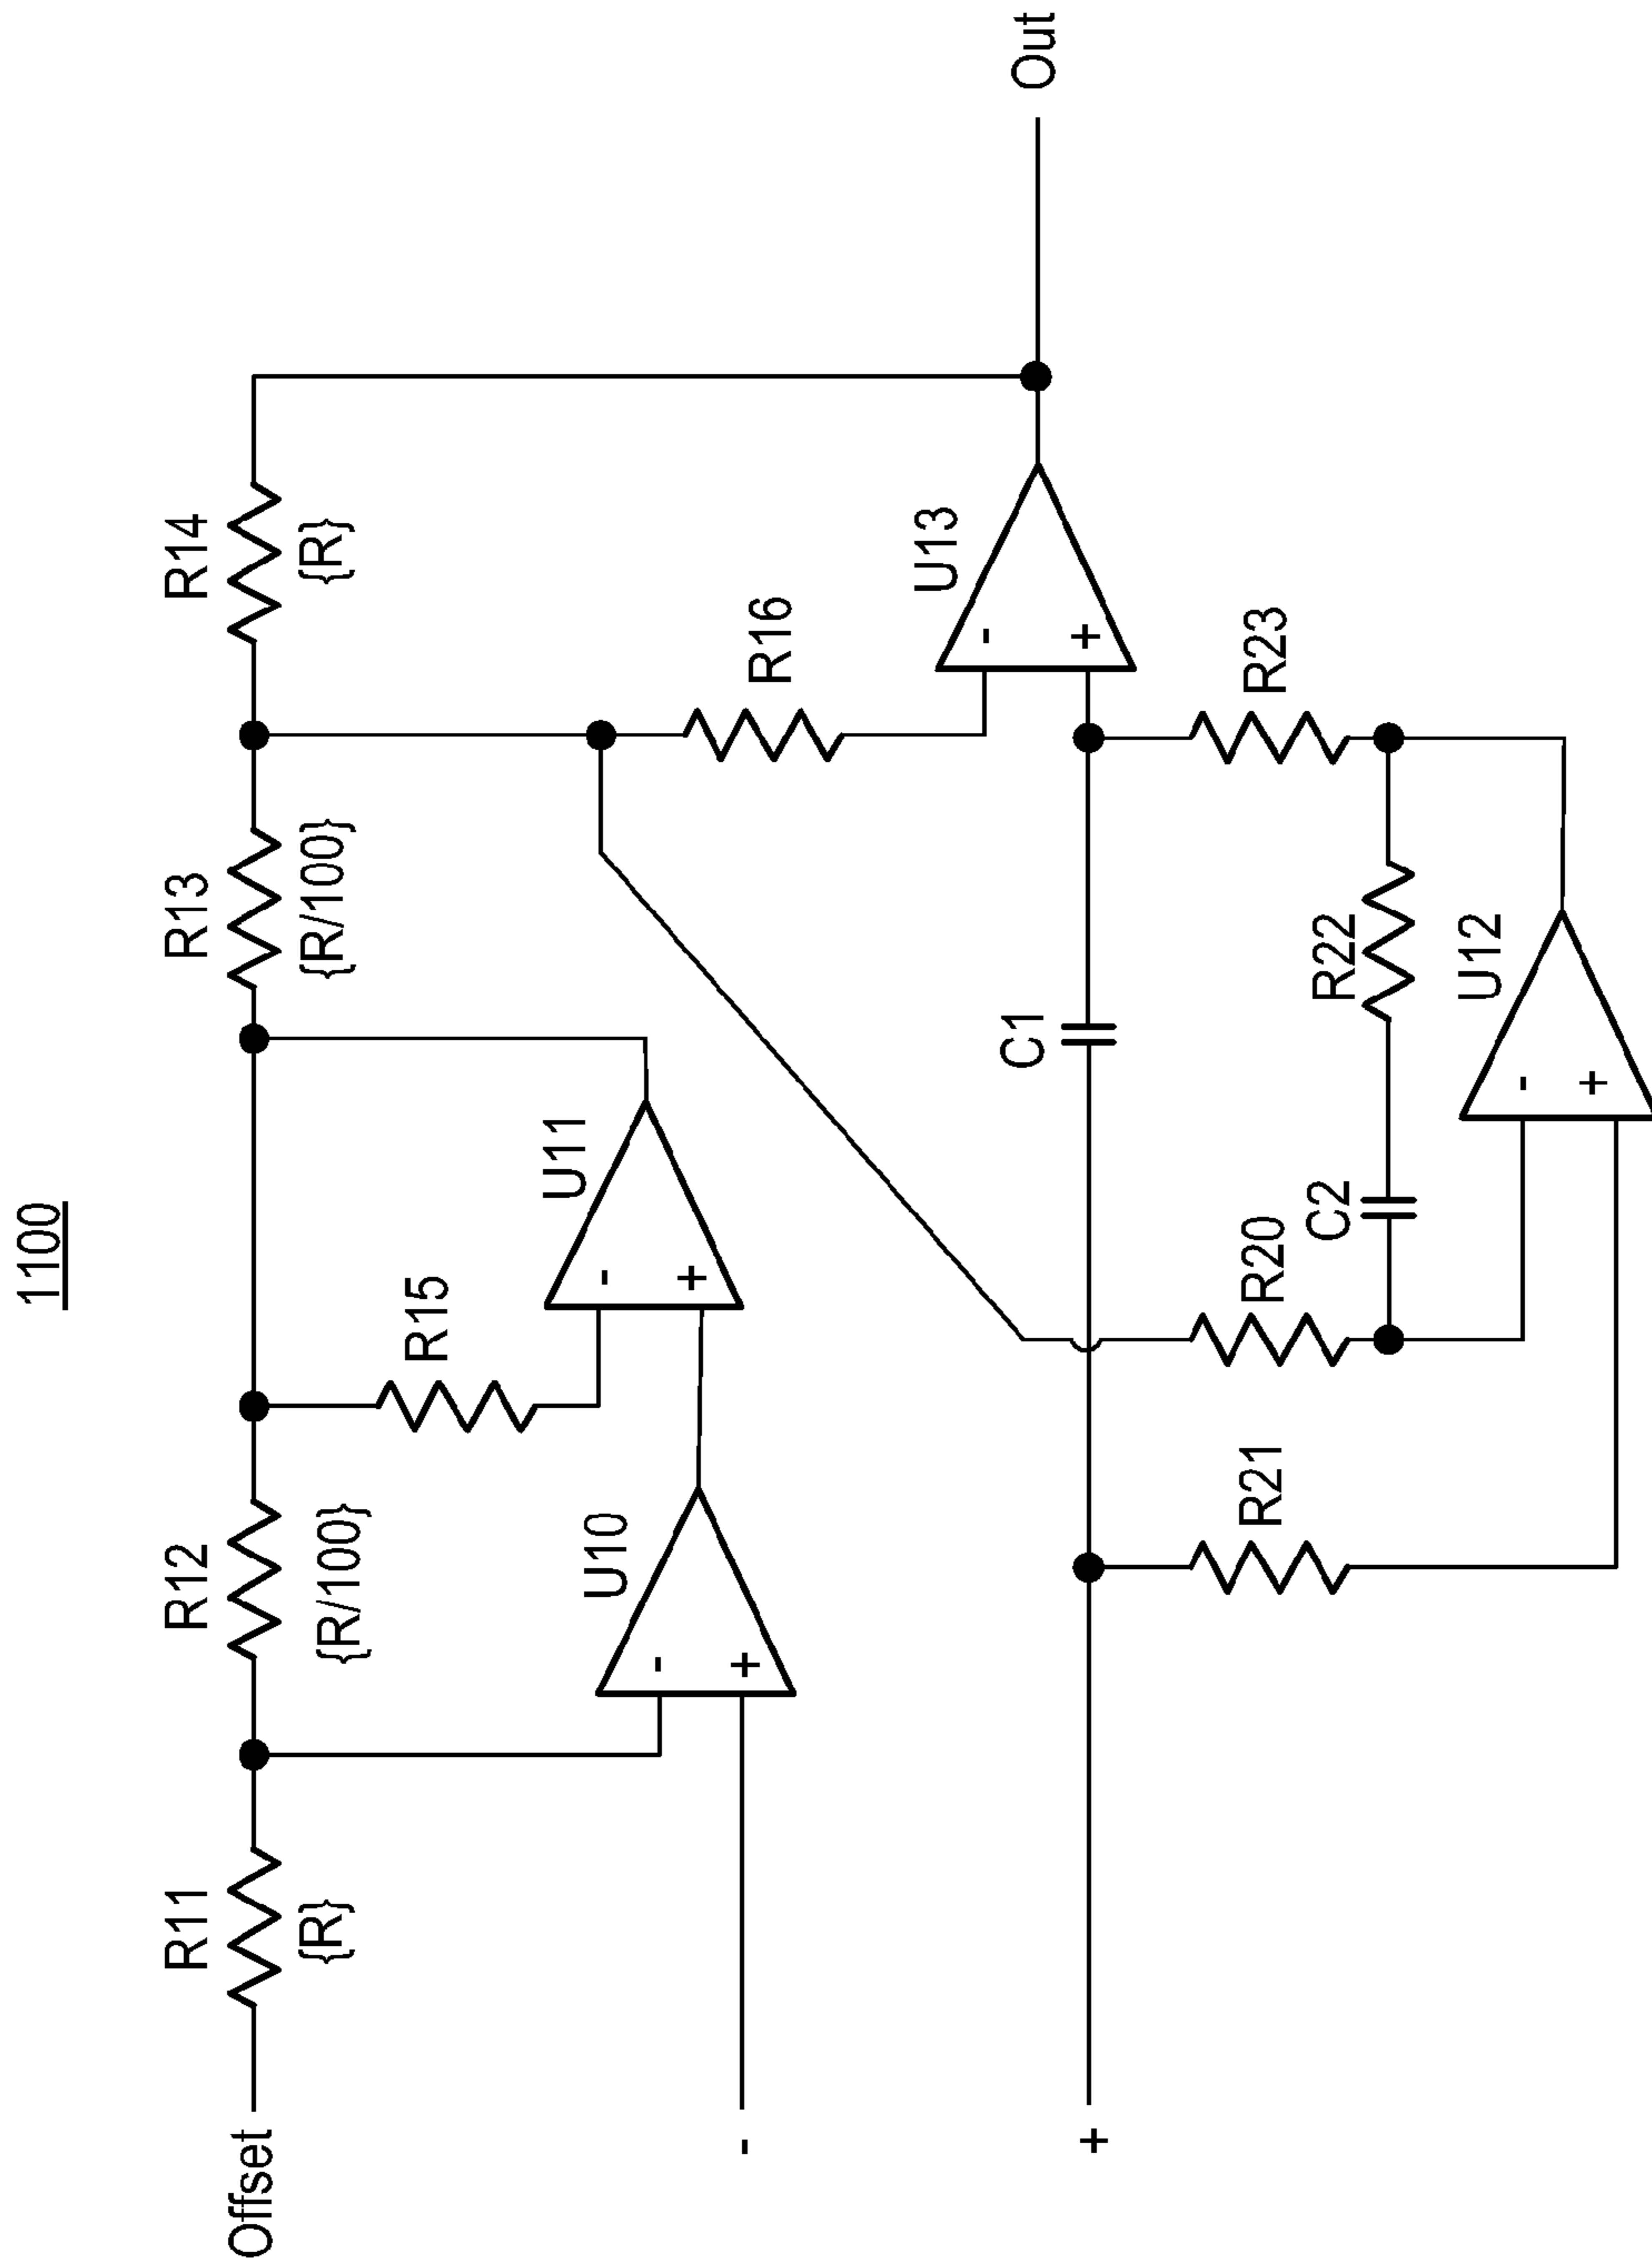 1100
R11
{R}
R12
{R/100}
R13
{R/100}
R14
{R}
Offset
R15
U11
-
+
R16
U10
-
+
-
U13
-
+
Out
C1
+
R21
R20
C2
R22
R23
U12
-
+